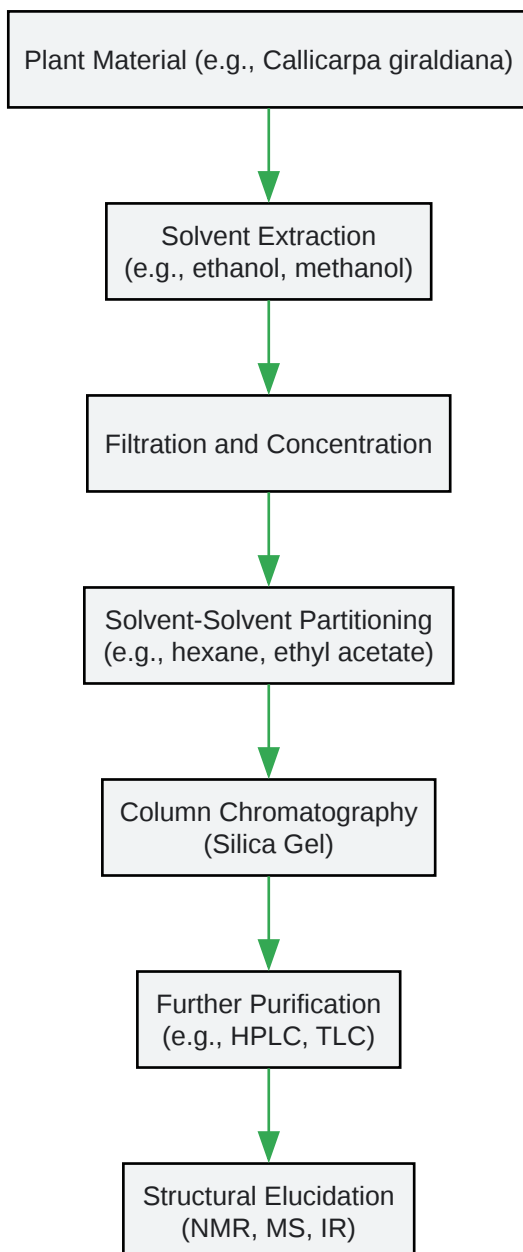 Plant Material (e.g., Callicarpa giraldiana)
Solvent Extraction
(e.g., ethanol, methanol)
Filtration and Concentration
Solvent-Solvent Partitioning
(e.g., hexane, ethyl acetate)
Column Chromatography
(Silica Gel)
Further Purification
(e.g., HPLC, TLC)
Structural Elucidation
(NMR, MS, IR)